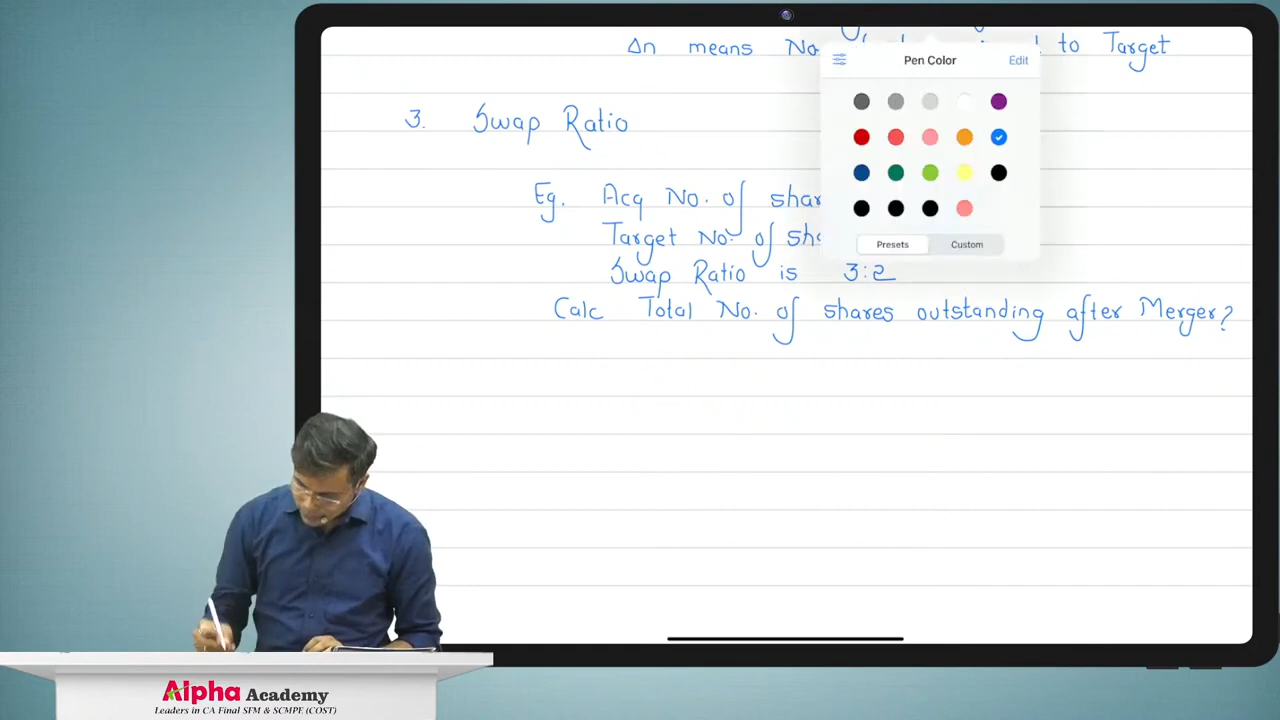 Δn means No. to Target
Pen Color
Edit
3. Swap Ratio
Eg. Acq No. of
Target No. of
Presets
Custom
Swap Ratio is 3:2
Calc Total No. of shares outstanding after Merger?
Alpha Academy
Leaders in CA Final SFM & SCMPE (COST)